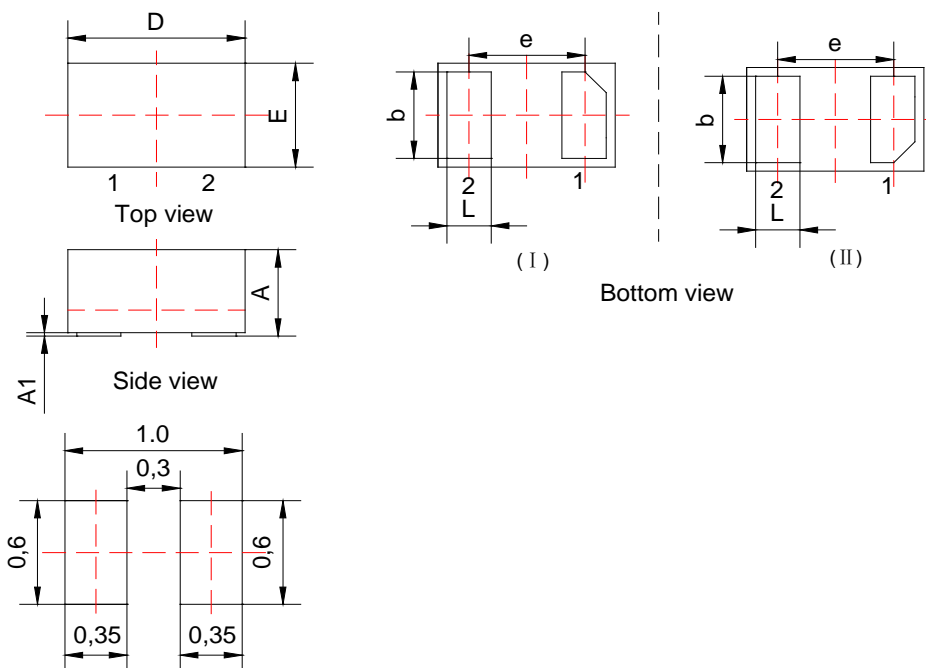 D
E
1 2
Top view
e
b
2 1
L
(Ⅰ)
e
b
2 1
L
(Ⅱ)
Bottom view
A
A1
Side view
1.0
0,3
0,6
0,6
0,35 0,35